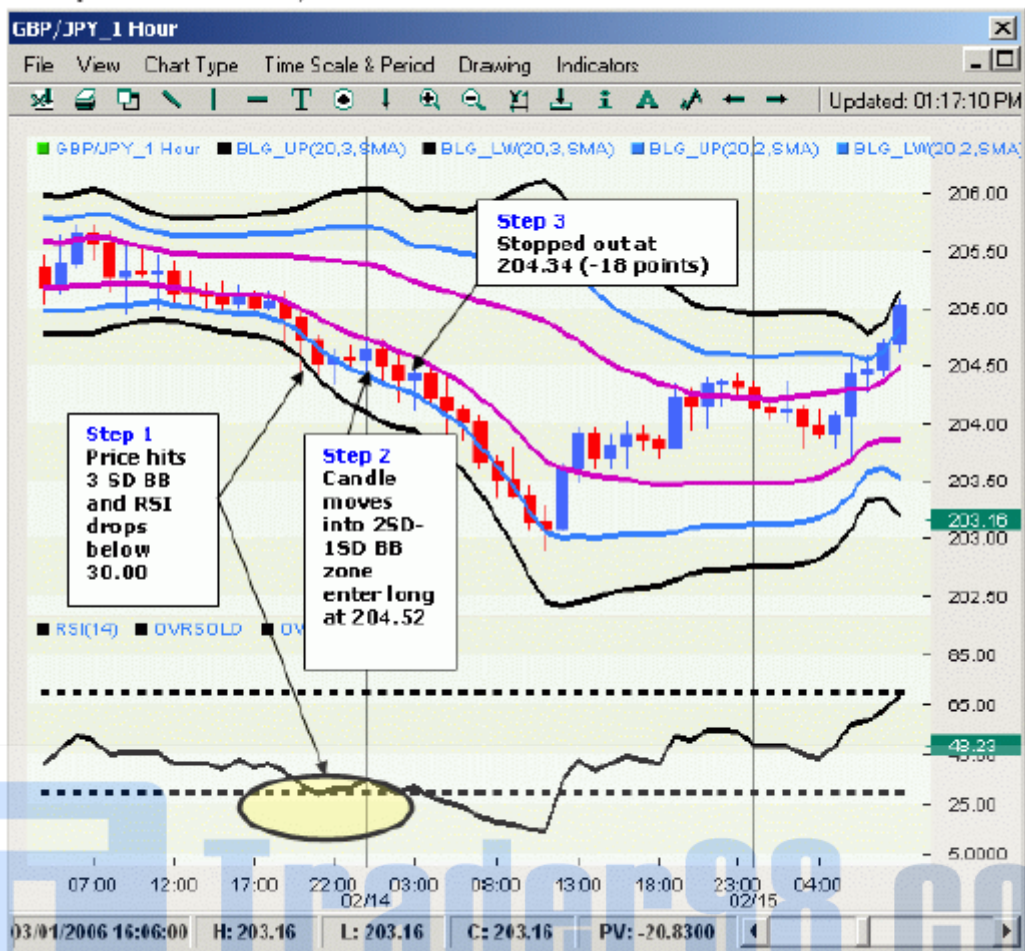 GBP/JPY_1 Hour
File View Chart Type Time Scale & Period Drawing Indicators
T i A Updated: 01:17:10 PM
GBP/JPY_1 Hour BLG_UP(20,3,SMA) BLG_LW(20,3,SMA) BLG_UP(20,2,SMA) BLG_LW(20,2,SMA
206.00
205.50
205.00
204.50
204.00
203.50
203.16
203.00
202.50
Step 3
Stopped out at
204.34 (-18 points)
Step 1
Price hits
3 SD BB
and RSI
drops
below
30.00
Step 2
Candle
moves
into 2SD-
1SD BB
zone
enter long
at 204.52
RSI(14) OVRSOLD OV
85.00
65.00
48.23
25.00
5.0000
07:00 12:00 17:00 22:00 03:00 08:00 13:00 18:00 23:00 04:00
02/14 02/15
Trader98
03/01/2006 16:06:00 H: 203.16 L: 203.16 C: 203.16 PV: -20.8300